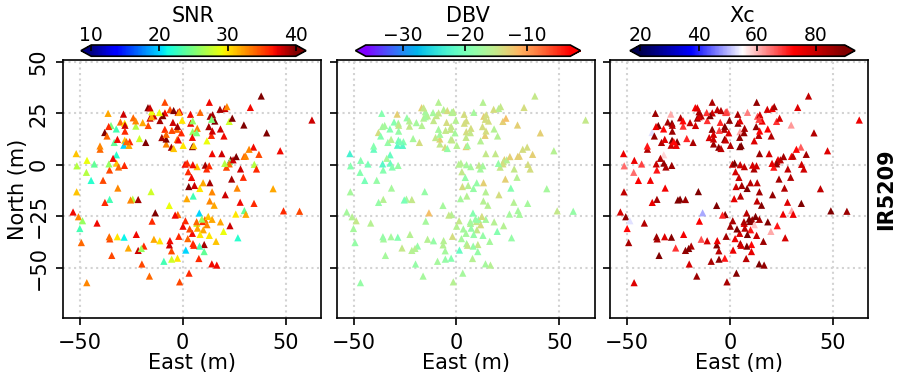 SNR DBV Xc
10 20 30 40 −30 −20 −10 20 40 60 80
50
25
0
−25
−50
North (m)
−50 0 50 −50 0 50 −50 0 50
East (m) East (m) East (m)
IR5209